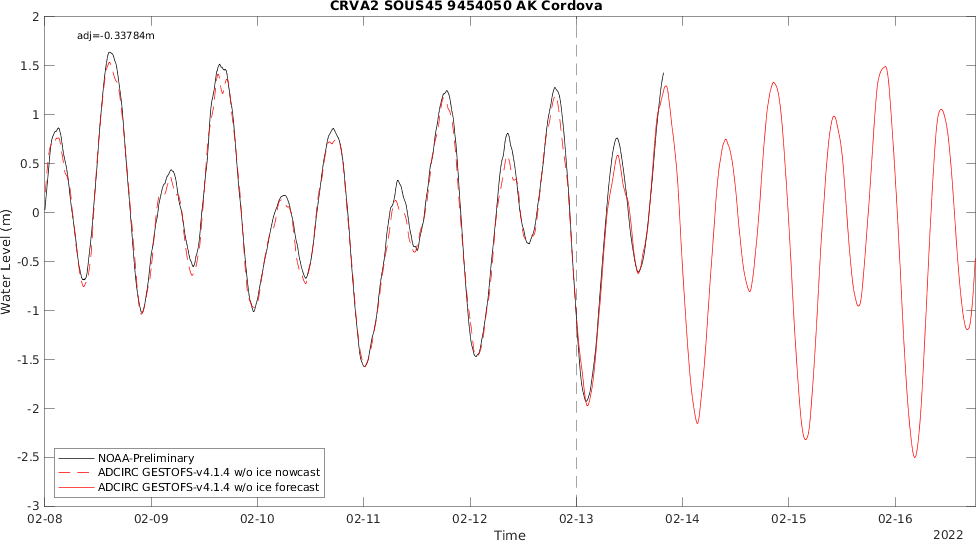 CRVA2 SOUS45 9454050 AK Cordova
adj=-0.33784m
2
1.5
1
0.5
0
-0.5
-1
-1.5
-2
-2.5
-3
Water Level (m)
NOAA-Preliminary
ADCIRC GESTOFS-v4.1.4 w/o ice nowcast
ADCIRC GESTOFS-v4.1.4 w/o ice forecast
02-08 02-09 02-10 02-11 02-12 02-13 02-14 02-15 02-16
Time
2022